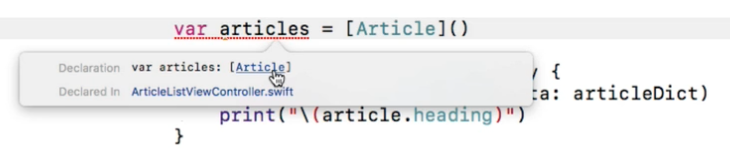 var articles = [Article]()
Declaration var articles: [Article]
y {
Declared In ArticleListViewController.swift
ta: articleDict)
print("\(article.heading)")
}